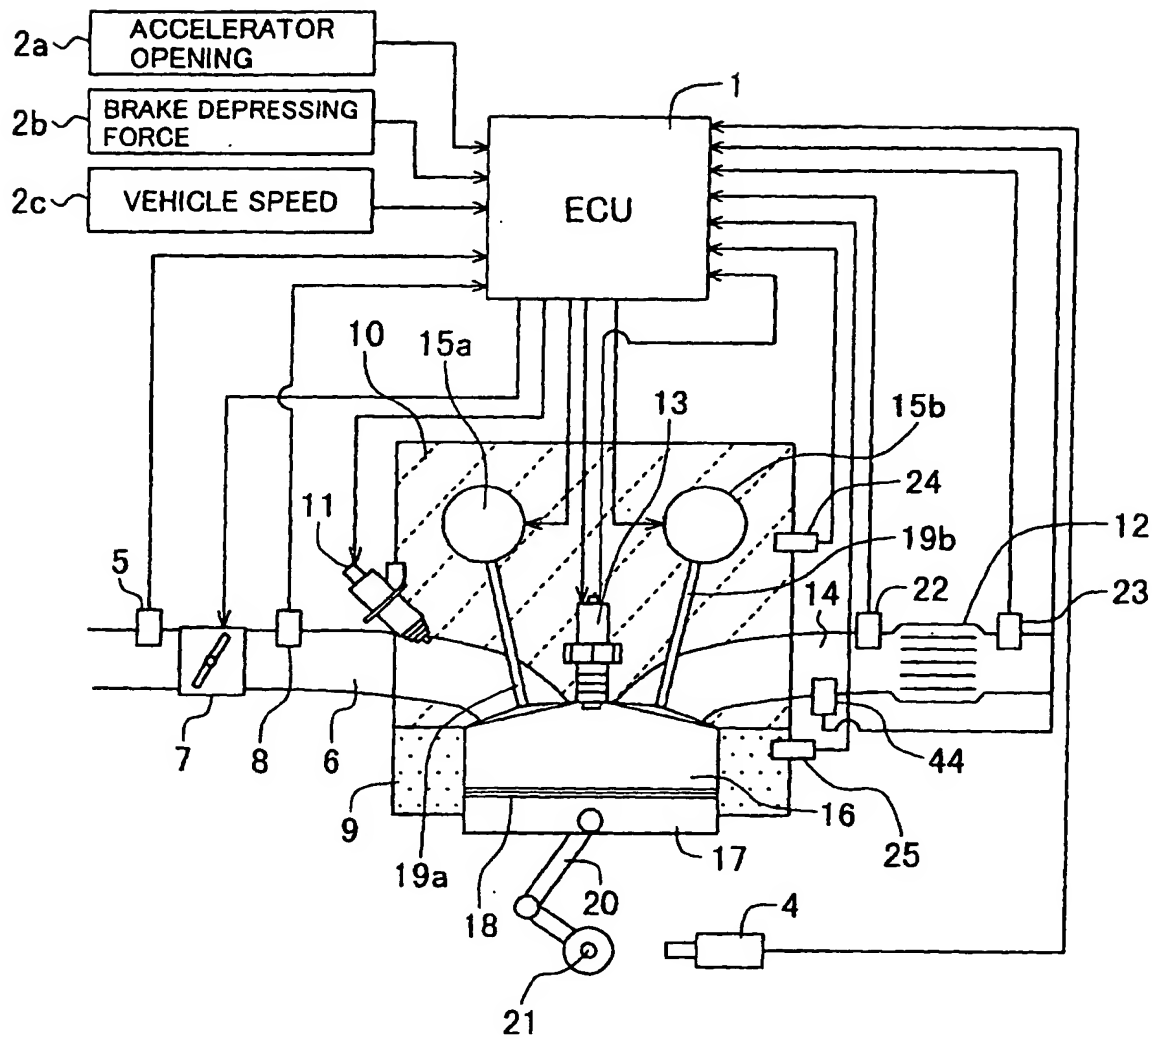 2a
ACCELERATOR
OPENING
2b
BRAKE DEPRESSING
FORCE
2c
VEHICLE SPEED
1
ECU
10
15a
13
15b
24
11
19b
12
5
14
22
23
7
8
6
44
9
16
25
19a
18
17
20
4
21